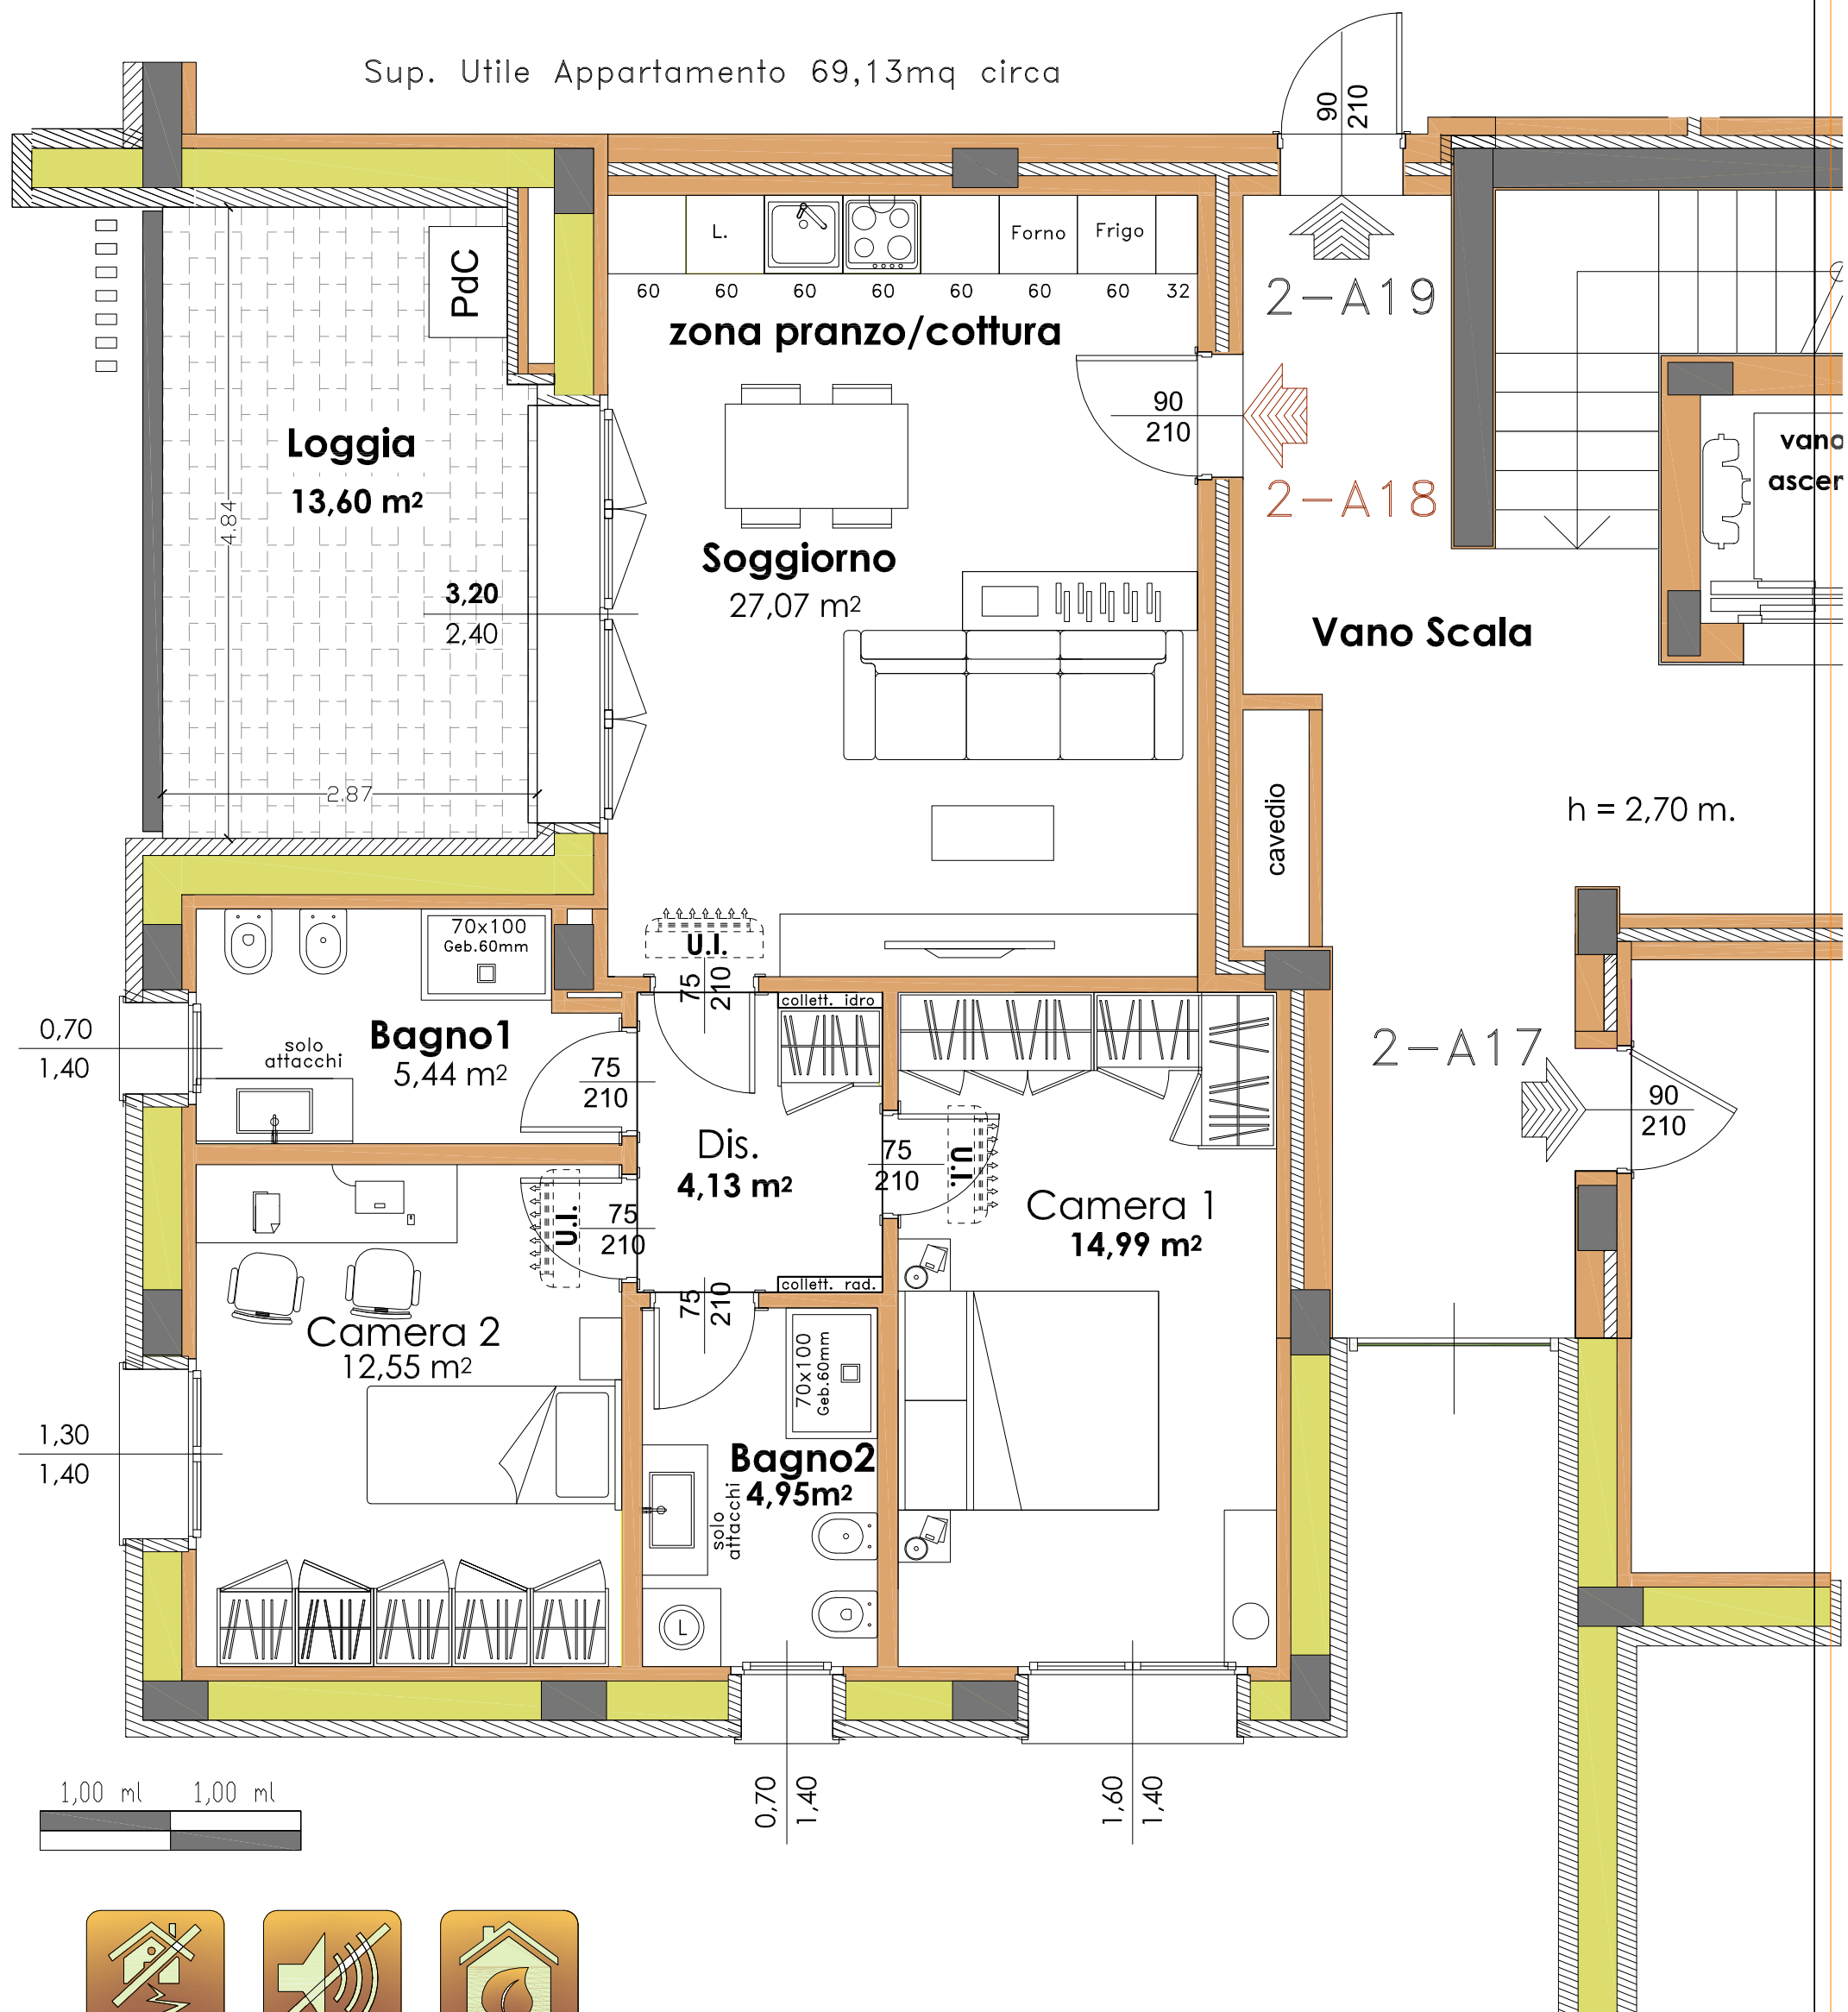 Sup. Utile Appartamento 69,13mq circa
90
210
PdC
L.
Forno
Frigo
60
60
60
60
60
60
60
32
zona pranzo/cottura
2-A19
90
210
2-A18
Loggia
13,60 m²
4.84
3,20
2,40
2.87
Soggiorno
27,07 m²
Vano Scala
cavedio
h = 2,70 m.
U.I.
75
210
70x100
Geb.60mm
Bagno1
5,44 m²
solo
attacchi
0,70
1,40
75
210
collett. idro
2-A17
90
210
Dis.
4,13 m²
75
210
U.I.
Camera 1
14,99 m²
U.I.
75
210
collett. rad.
75
210
Camera 2
12,55 m²
1,30
1,40
70x100
Geb.60mm
Bagno2
4,95m²
solo
attacchi
L
0,70
1,40
1,60
1,40
1,00 ml
1,00 ml